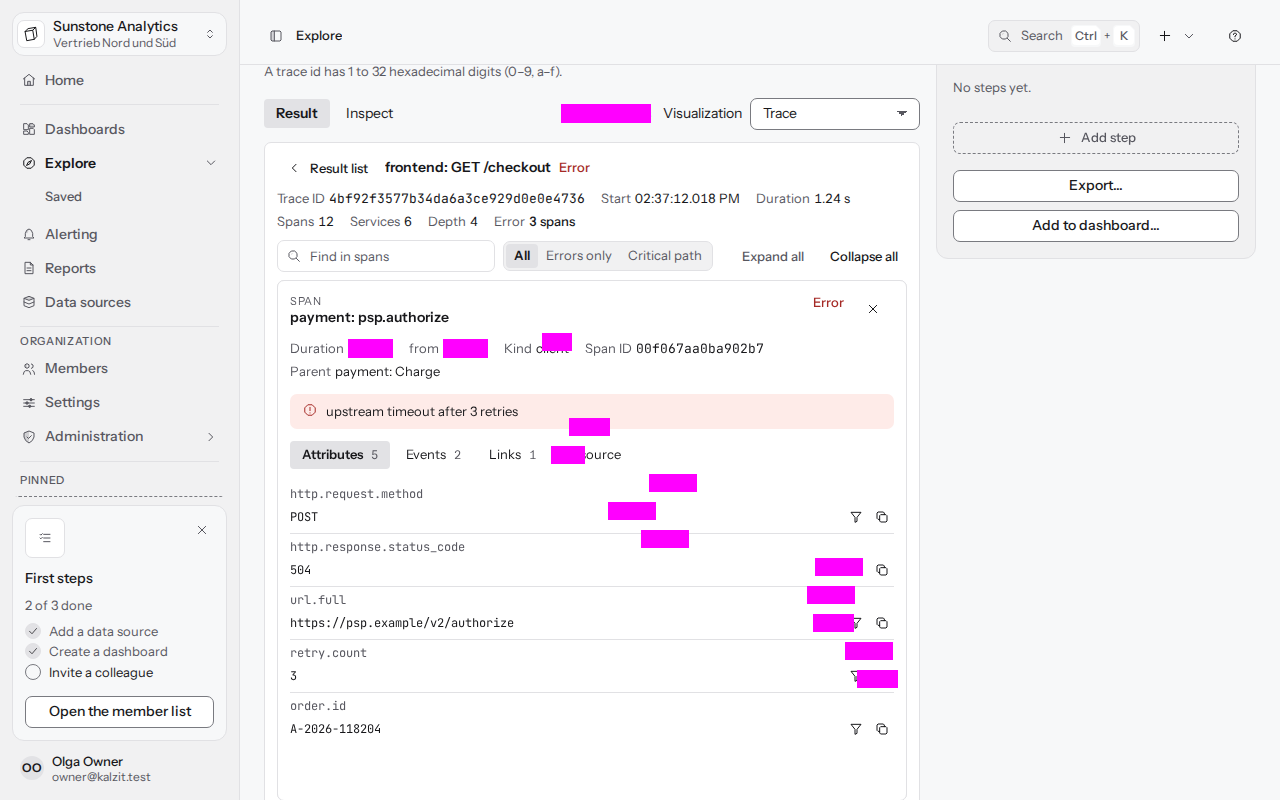 Sunstone Analytics
Vertrieb Nord und Süd
Home
Dashboards
Explore
Saved
Alerting
Reports
Data sources
ORGANIZATION
Members
Settings
Administration
PINNED
First steps
2 of 3 done
Add a data source
Create a dashboard
Invite a colleague
Open the member list
OO
Olga Owner
owner@kalzit.test
Explore
Search Ctrl + K
A trace id has 1 to 32 hexadecimal digits (0–9, a–f).
Result Inspect Visualization Trace
Result list frontend: GET /checkout Error
Trace ID 4bf92f3577b34da6a3ce929d0e0e4736 Start 02:37:12.018 PM Duration 1.24 s
Spans 12 Services 6 Depth 4 Error 3 spans
Find in spans All Errors only Critical path Expand all Collapse all
SPAN
payment: psp.authorize Error
Duration from Kind Span ID 00f067aa0ba902b7
Parent payment: Charge
upstream timeout after 3 retries
Attributes 5 Events 2 Links 1
http.request.method
POST
http.response.status_code
504
url.full
https://psp.example/v2/authorize
retry.count
3
order.id
A-2026-118204
No steps yet.
Add step
Export...
Add to dashboard...